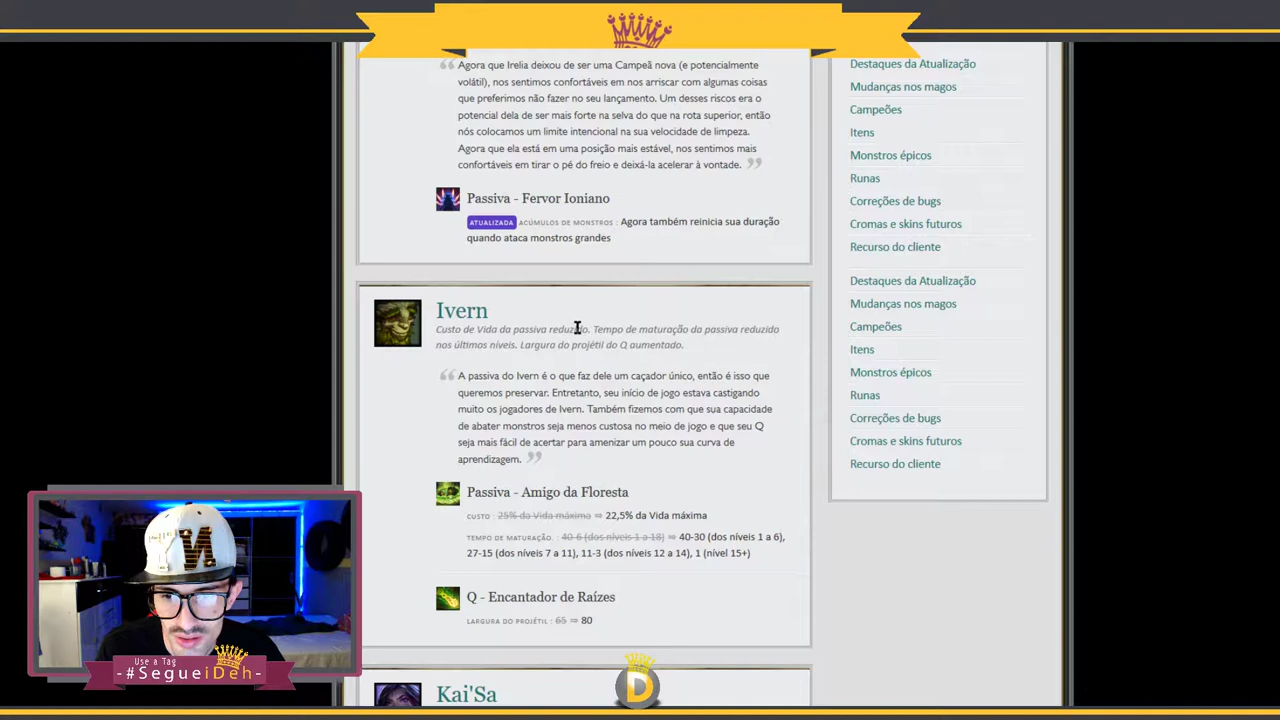 Agora que Irelia deixou de ser uma Campeã nova (e potencialmente
volátil), nos sentimos confortáveis em nos arriscar com algumas coisas
que preferimos não fazer no seu lançamento. Um desses riscos era o
potencial dela de ser mais forte na selva do que na rota superior, então
nós colocamos um limite intencional na sua velocidade de limpeza.
Agora que ela está em uma posição mais estável, nos sentimos mais
confortáveis em tirar o pé do freio e deixá-la acelerar à vontade.
Passiva - Fervor Ioniano
ATUALIZADA ACÚMULOS DE MONSTROS : Agora também reinicia sua duração
quando ataca monstros grandes
Ivern
Custo de Vida da passiva reduzido. Tempo de maturação da passiva reduzido
nos últimos níveis. Largura do projétil do Q aumentado.
A passiva do Ivern é o que faz dele um caçador único, então é isso que
queremos preservar. Entretanto, seu início de jogo estava castigando
muito os jogadores de Ivern. Também fizemos com que sua capacidade
de abater monstros seja menos custosa no meio de jogo e que seu Q
seja mais fácil de acertar para amenizar um pouco sua curva de
aprendizagem.
Passiva - Amigo da Floresta
CUSTO : 25% da Vida máxima ⇒ 22,5% da Vida máxima
TEMPO DE MATURAÇÃO. : 40-6 (dos níveis 1 a 18) ⇒ 40-30 (dos níveis 1 a 6),
27-15 (dos níveis 7 a 11), 11-3 (dos níveis 12 a 14), 1 (nível 15+)
Q - Encantador de Raízes
LARGURA DO PROJÉTIL : 65 ⇒ 80
Kai'Sa
Destaques da Atualização
Mudanças nos magos
Campeões
Itens
Monstros épicos
Runas
Correções de bugs
Cromas e skins futuros
Recurso do cliente
Destaques da Atualização
Mudanças nos magos
Campeões
Itens
Monstros épicos
Runas
Correções de bugs
Cromas e skins futuros
Recurso do cliente
Use a Tag
-#SegueiDeh-
D